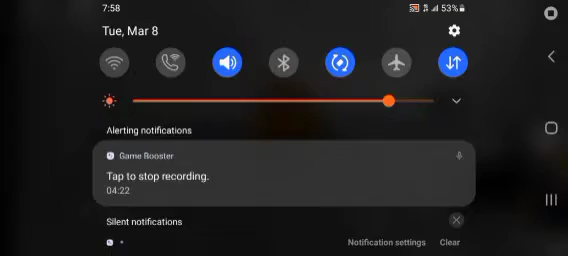 7:58
53%
Tue, Mar 8
Alerting notifications
Game Booster
Tap to stop recording.
04:22
Silent notifications
Notification settings Clear